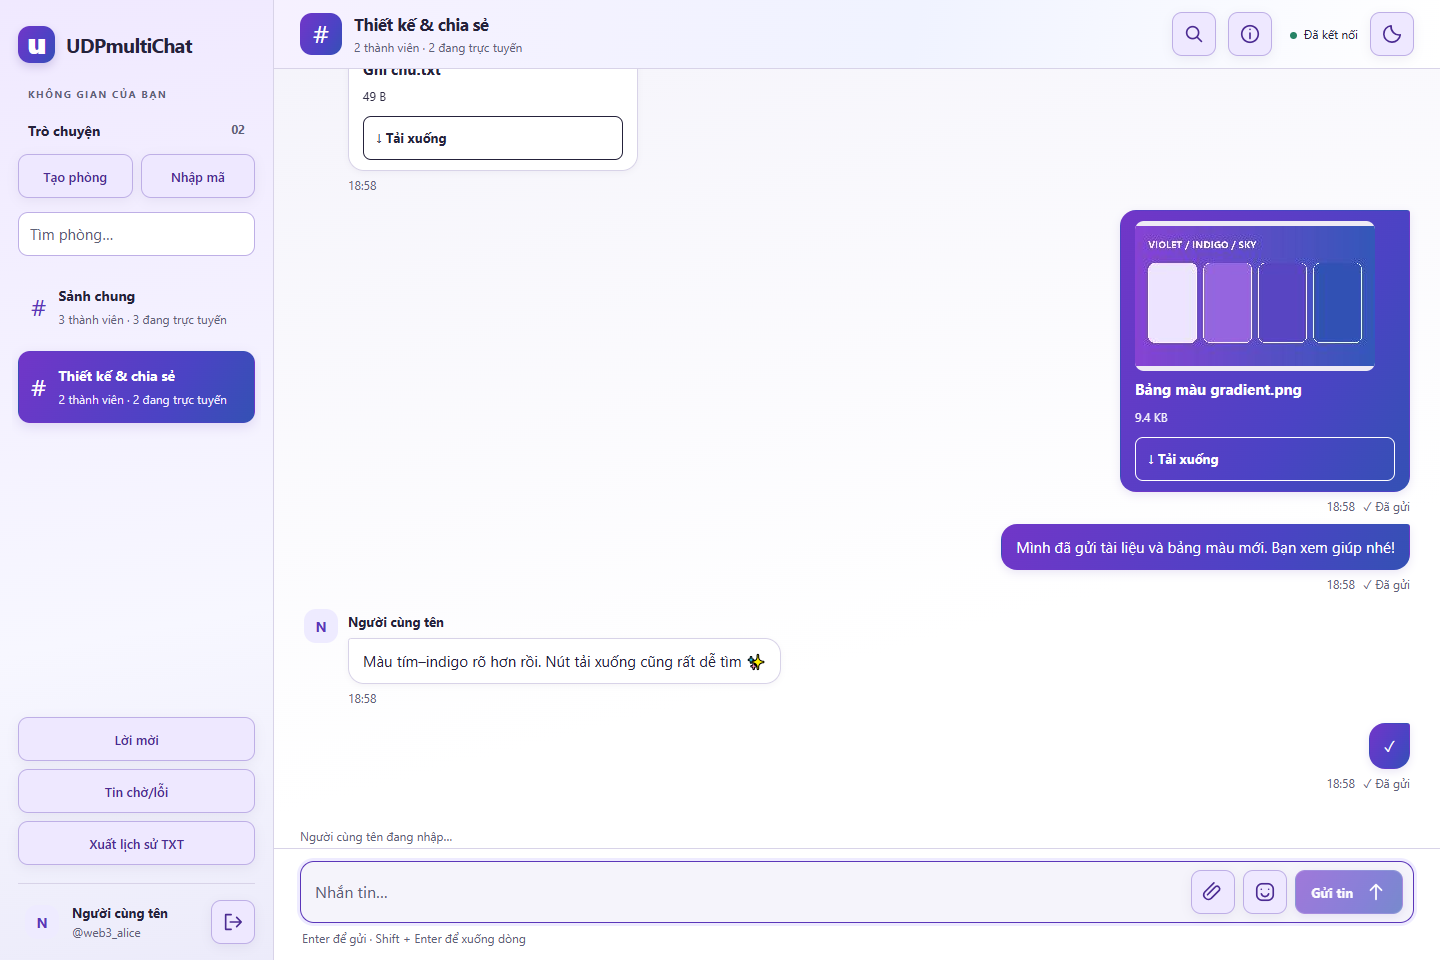 u UDPmultiChat
KHÔNG GIAN CỦA BẠN
Trò chuyện 02
Tạo phòng Nhập mã
Tìm phòng...
# Sảnh chung
3 thành viên · 3 đang trực tuyến
# Thiết kế & chia sẻ
2 thành viên · 2 đang trực tuyến
Lời mời
Tin chờ/lỗi
Xuất lịch sử TXT
N Người cùng tên
@web3_alice
# Thiết kế & chia sẻ
2 thành viên · 2 đang trực tuyến
Đã kết nối
Ghi chú.txt
49 B
↓ Tải xuống
18:58
VIOLET / INDIGO / SKY
Bảng màu gradient.png
9.4 KB
↓ Tải xuống
18:58 ✓ Đã gửi
Mình đã gửi tài liệu và bảng màu mới. Bạn xem giúp nhé!
18:58 ✓ Đã gửi
N Người cùng tên
Màu tím–indigo rõ hơn rồi. Nút tải xuống cũng rất dễ tìm ✨
18:58
✓
18:58 ✓ Đã gửi
Người cùng tên đang nhập...
Nhắn tin...
Gửi tin ↑
Enter để gửi · Shift + Enter để xuống dòng